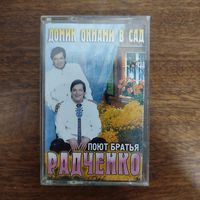 ДОМИК ОКНАМИ В САД
ПОЮТ БРАТЬЯ
РАДЧЕНКО